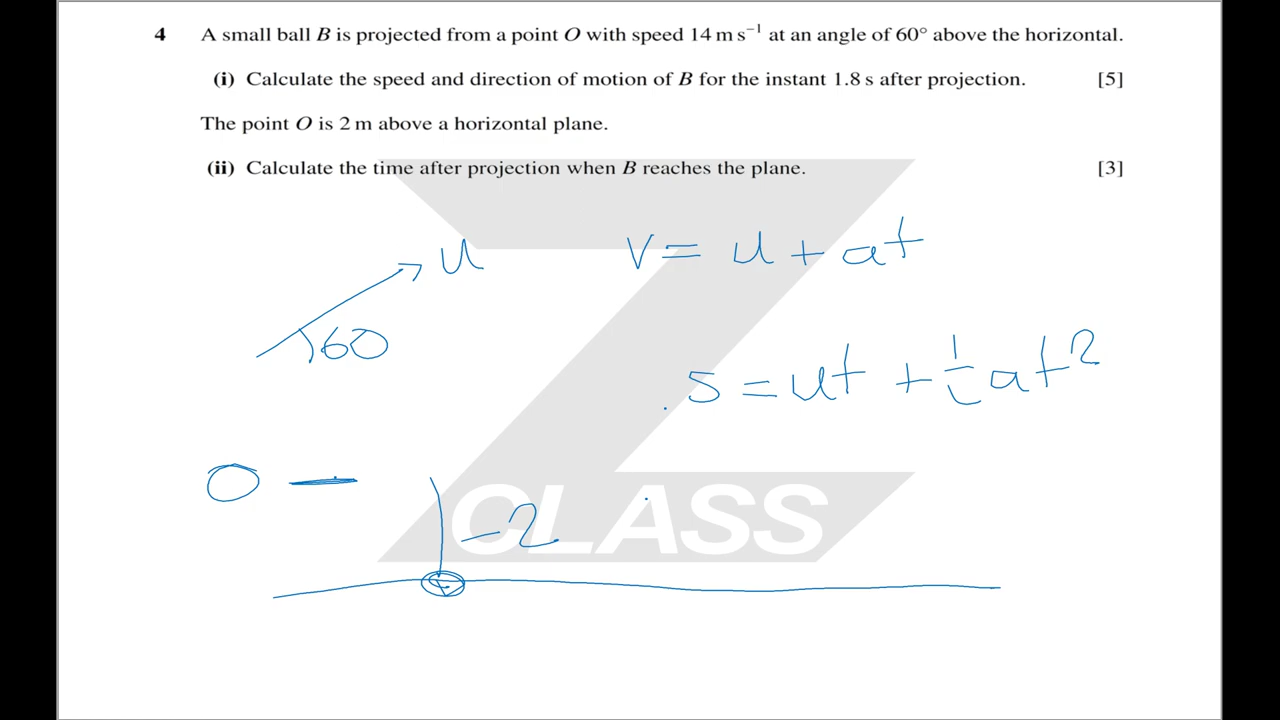 4 A small ball B is projected from a point O with speed 14 m s⁻¹ at an angle of 60° above the horizontal.
(i) Calculate the speed and direction of motion of B for the instant 1.8 s after projection. [5]
The point O is 2 m above a horizontal plane.
(ii) Calculate the time after projection when B reaches the plane. [3]
u
v = u + at
60
s = ut + ½at²
O
-2
CLASS